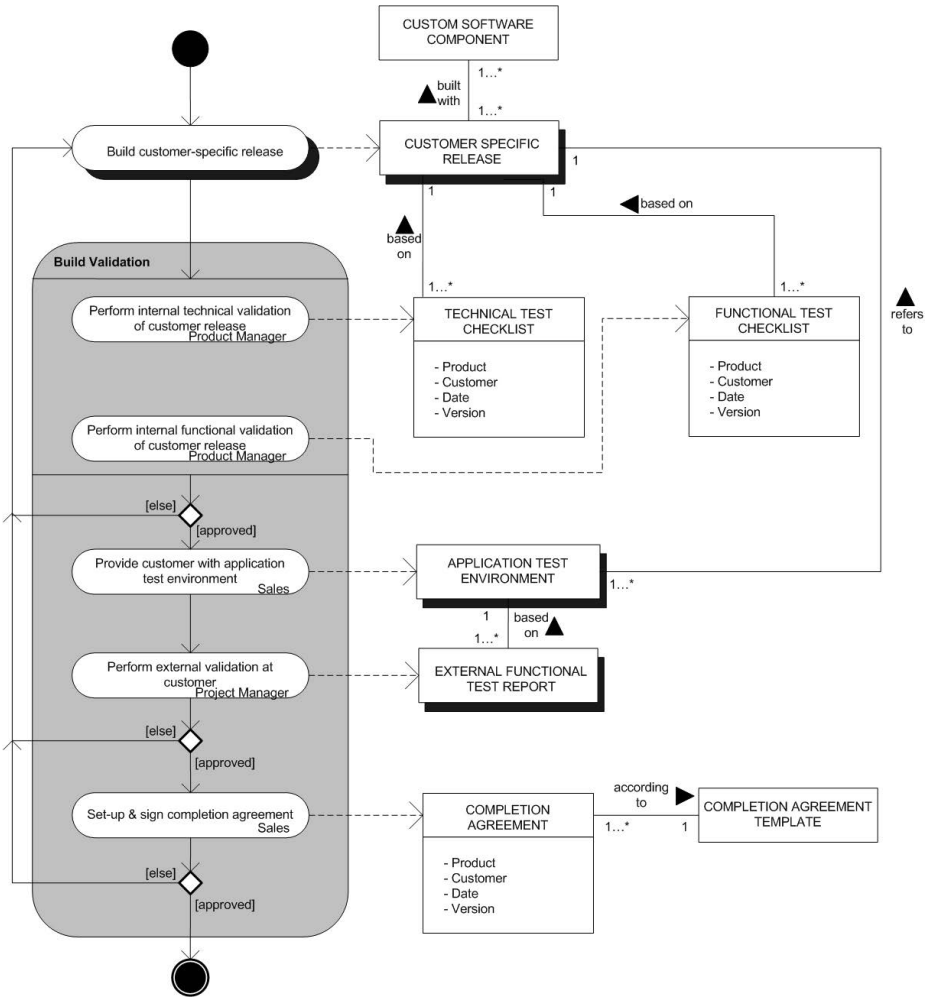 CUSTOM SOFTWARE
COMPONENT
1...*
built
with
1...*
Build customer-specific release
CUSTOMER SPECIFIC
RELEASE
1
1
1
based
on
based on
Build Validation
1...*
1...*
refers
to
Perform internal technical validation
of customer release
Product Manager
TECHNICAL TEST
CHECKLIST
- Product
- Customer
- Date
- Version
FUNCTIONAL TEST
CHECKLIST
- Product
- Customer
- Date
- Version
Perform internal functional validation
of customer release
Product Manager
[else]
[approved]
Provide customer with application
test environment
Sales
APPLICATION TEST
ENVIRONMENT
1...*
1
based
on
1...*
Perform external validation at
customer
Project Manager
EXTERNAL FUNCTIONAL
TEST REPORT
[else]
[approved]
Set-up & sign completion agreement
Sales
COMPLETION
AGREEMENT
- Product
- Customer
- Date
- Version
according
to
1...*
1
COMPLETION AGREEMENT
TEMPLATE
[else]
[approved]